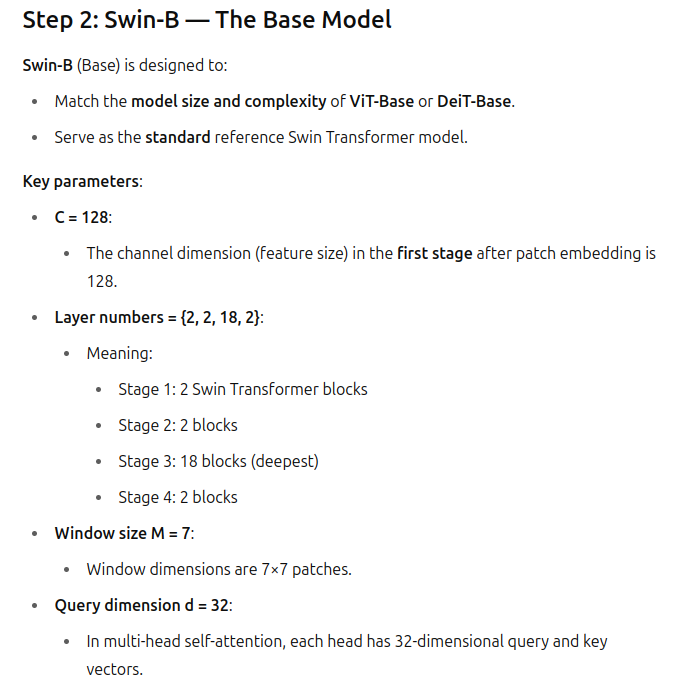 Step 2: Swin-B — The Base Model
Swin-B (Base) is designed to:
• Match the model size and complexity of ViT-Base or DeiT-Base.
• Serve as the standard reference Swin Transformer model.
Key parameters:
• C = 128:
• The channel dimension (feature size) in the first stage after patch embedding is
128.
• Layer numbers = {2, 2, 18, 2}:
• Meaning:
• Stage 1: 2 Swin Transformer blocks
• Stage 2: 2 blocks
• Stage 3: 18 blocks (deepest)
• Stage 4: 2 blocks
• Window size M = 7:
• Window dimensions are 7×7 patches.
• Query dimension d = 32:
• In multi-head self-attention, each head has 32-dimensional query and key
vectors.